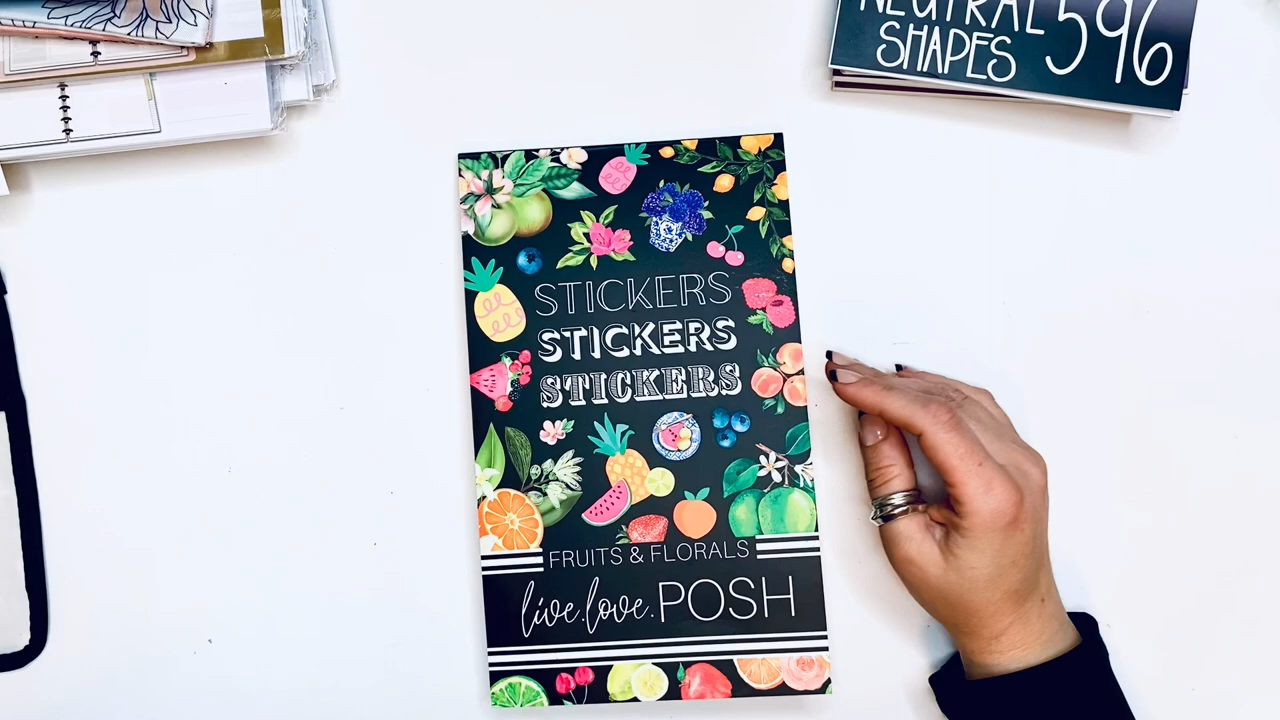 NEUTRAL 596
SHAPES
STICKERS
STICKERS
STICKERS
FRUITS & FLORALS
live.love.POSH